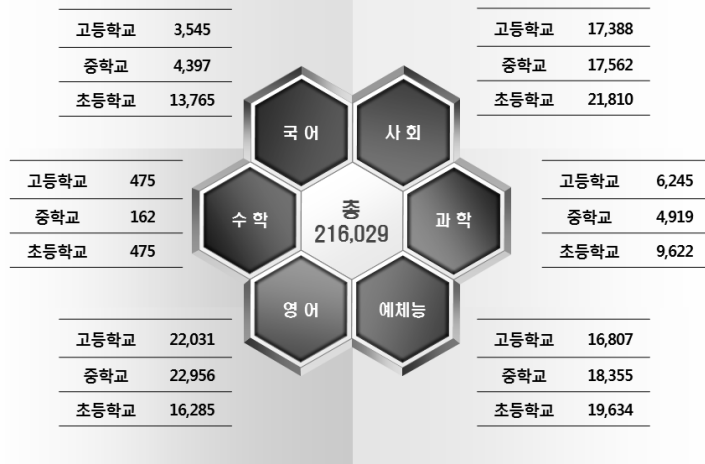 고등학교 3,545
중학교 4,397
초등학교 13,765
고등학교 17,388
중학교 17,562
초등학교 21,810
국어
사회
고등학교 475
중학교 162
초등학교 475
수학
총
216,029
과학
고등학교 6,245
중학교 4,919
초등학교 9,622
영어
예체능
고등학교 22,031
중학교 22,956
초등학교 16,285
고등학교 16,807
중학교 18,355
초등학교 19,634